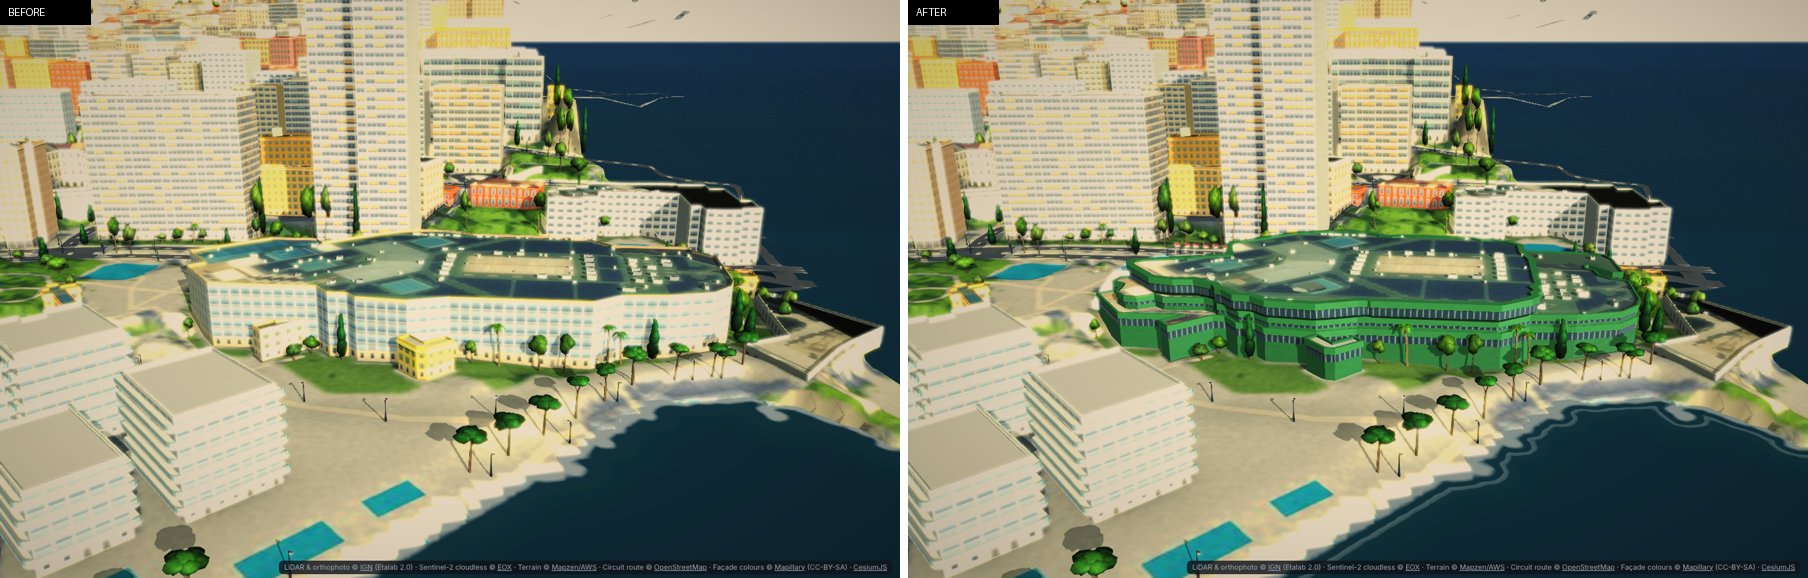 BEFORE
AFTER
LiDAR & orthophoto © IGN (Etalab 2.0) · Sentinel-2 cloudless © EOX · Terrain © Mapzen/AWS · Circuit route © OpenStreetMap · Façade colours © Mapillary (CC-BY-SA) · CesiumJS
LiDAR & orthophoto © IGN (Etalab 2.0) · Sentinel-2 cloudless © EOX · Terrain © Mapzen/AWS · Circuit route © OpenStreetMap · Façade colours © Mapillary (CC-BY-SA) · CesiumJS